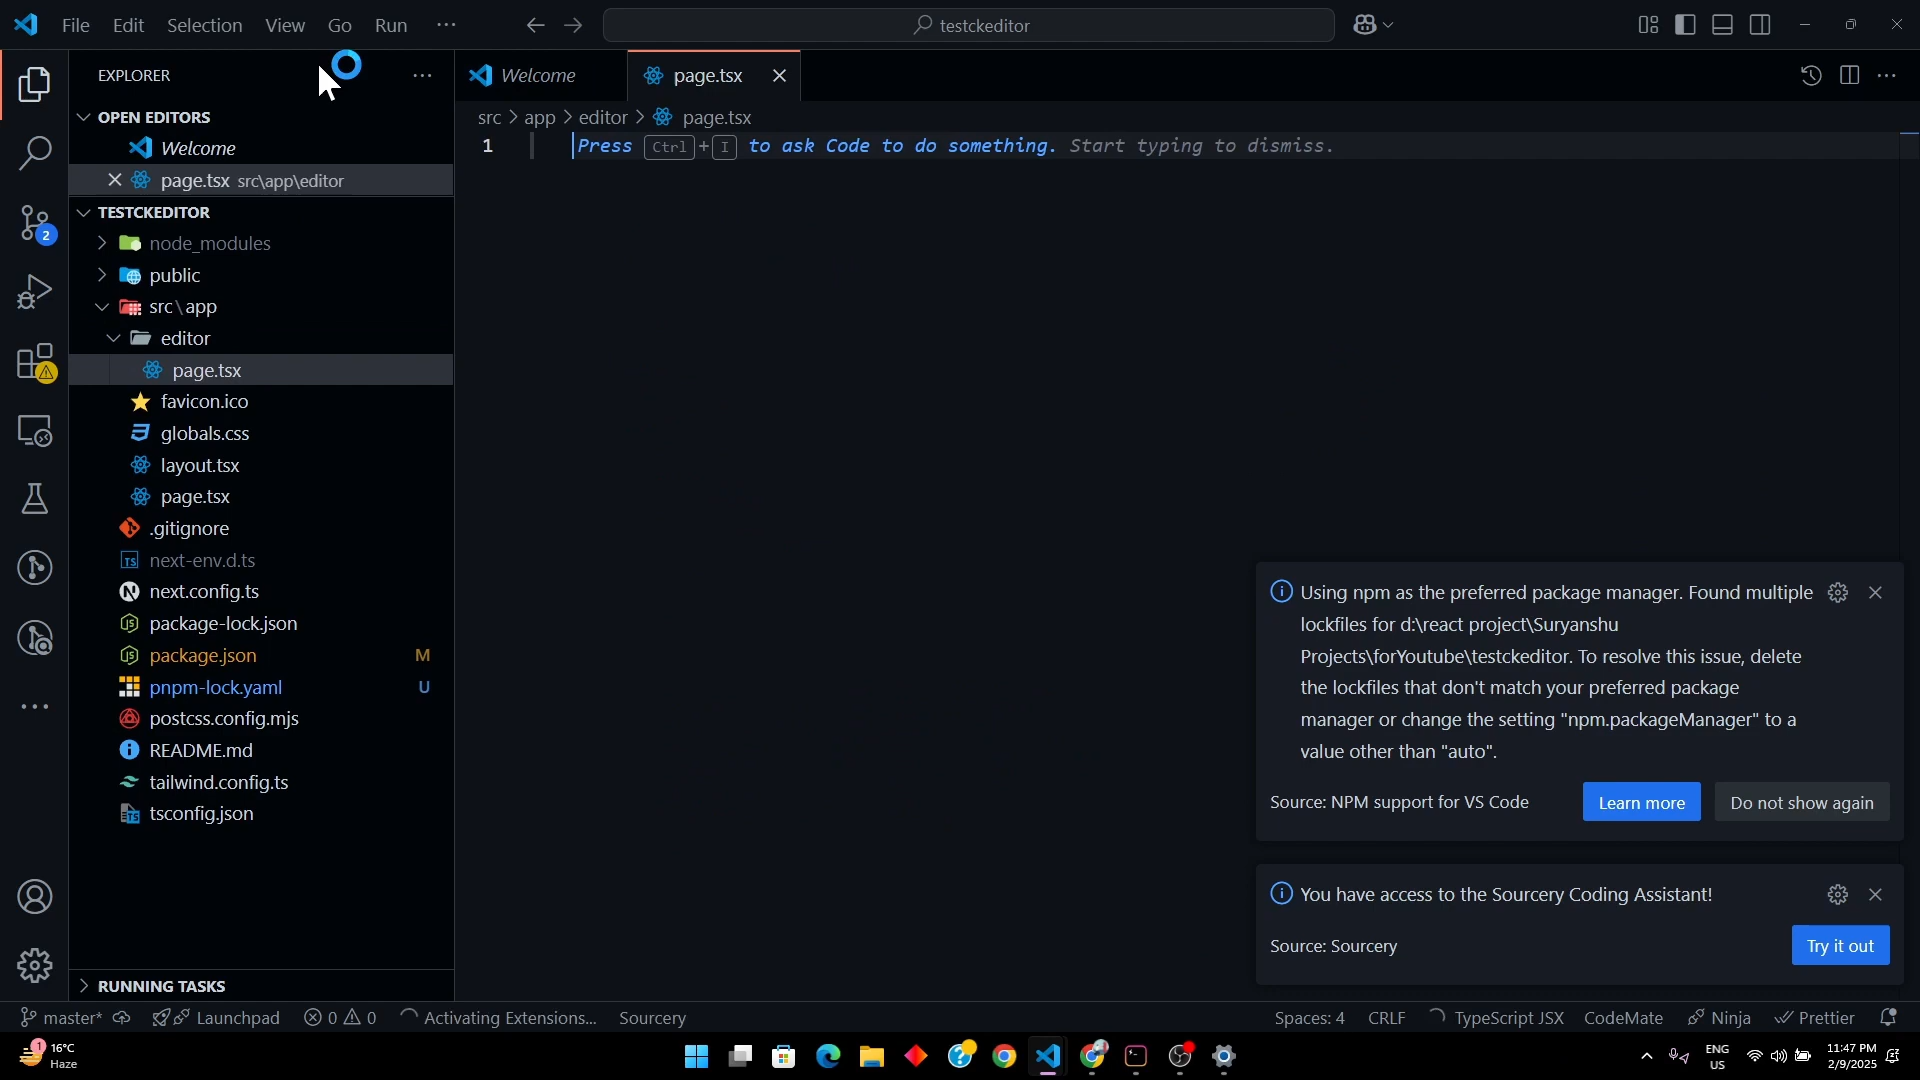 File Edit Selection View Go Run ···
testckeditor
EXPLORER
Welcome
page.tsx
OPEN EDITORS
Welcome
page.tsx src\app\editor
src > app > editor > page.tsx
1 Press Ctrl + I to ask Code to do something. Start typing to dismiss.
TESTCKEDITOR
node_modules
public
src\app
editor
page.tsx
favicon.ico
globals.css
layout.tsx
page.tsx
.gitignore
next-env.d.ts
next.config.ts
package-lock.json
package.json M
pnpm-lock.yaml U
postcss.config.mjs
README.md
tailwind.config.ts
tsconfig.json
2
Using npm as the preferred package manager. Found multiple
lockfiles for d:\react project\Suryanshu
Projects\forYoutube\testckeditor. To resolve this issue, delete
the lockfiles that don't match your preferred package
manager or change the setting "npm.packageManager" to a
value other than "auto".
Source: NPM support for VS Code
Learn more
Do not show again
You have access to the Sourcery Coding Assistant!
Source: Sourcery
Try it out
RUNNING TASKS
master* Launchpad 0 0 Activating Extensions... Sourcery
Spaces: 4 CRLF TypeScript JSX CodeMate Ninja Prettier
1
16°C
Haze
ENG
US
11:47 PM
2/9/2025